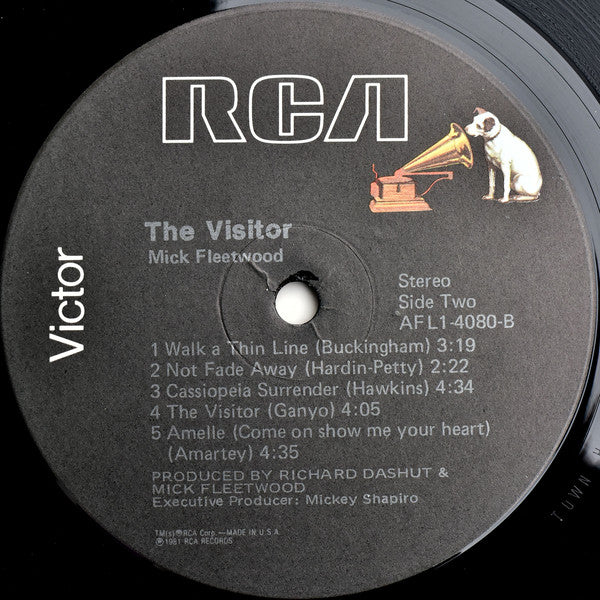 RCA
Victor
The Visitor
Mick Fleetwood
Stereo
Side Two
AFL1-4080-B
1 Walk a Thin Line (Buckingham) 3:19
2 Not Fade Away (Hardin-Petty) 2:22
3 Cassiopeia Surrender (Hawkins) 4:34
4 The Visitor (Ganyo) 4:05
5 Amelle (Come on show me your heart)
(Amartey) 4:35
PRODUCED BY RICHARD DASHUT &
MICK FLEETWOOD
Executive Producer: Mickey Shapiro
TM(s)®RCA Corp.—MADE IN U.S.A.
℗1981 RCA RECORDS